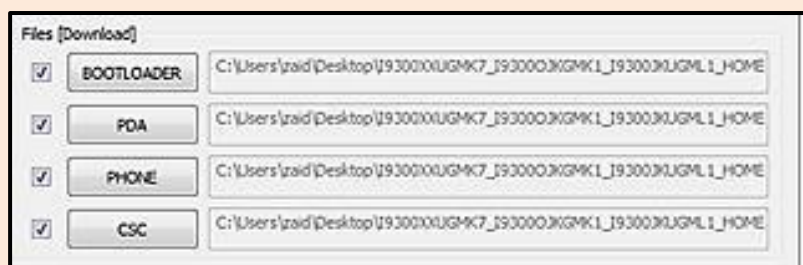 Files [Download]
BOOTLOADER C:\Users\zaid\Desktop\I9300XXUGMK7_I9300OJKGMK1_I9300JKUGML1_HOME
PDA C:\Users\zaid\Desktop\I9300XXUGMK7_I9300OJKGMK1_I9300JKUGML1_HOME
PHONE C:\Users\zaid\Desktop\I9300XXUGMK7_I9300OJKGMK1_I9300JKUGML1_HOME
CSC C:\Users\zaid\Desktop\I9300XXUGMK7_I9300OJKGMK1_I9300JKUGML1_HOME